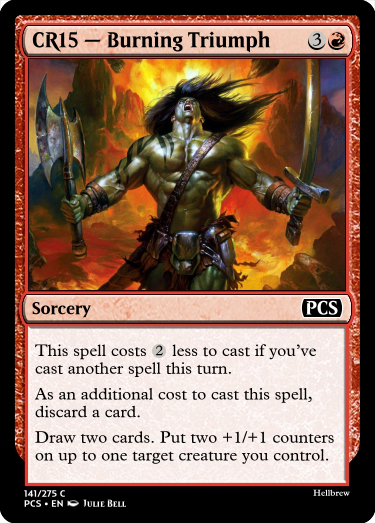 CR15 — Burning Triumph 3
Sorcery PCS
This spell costs 2 less to cast if you've
cast another spell this turn.
As an additional cost to cast this spell,
discard a card.
Draw two cards. Put two +1/+1 counters
on up to one target creature you control.
141/275 C Hellbrew
PCS • EN Julie Bell